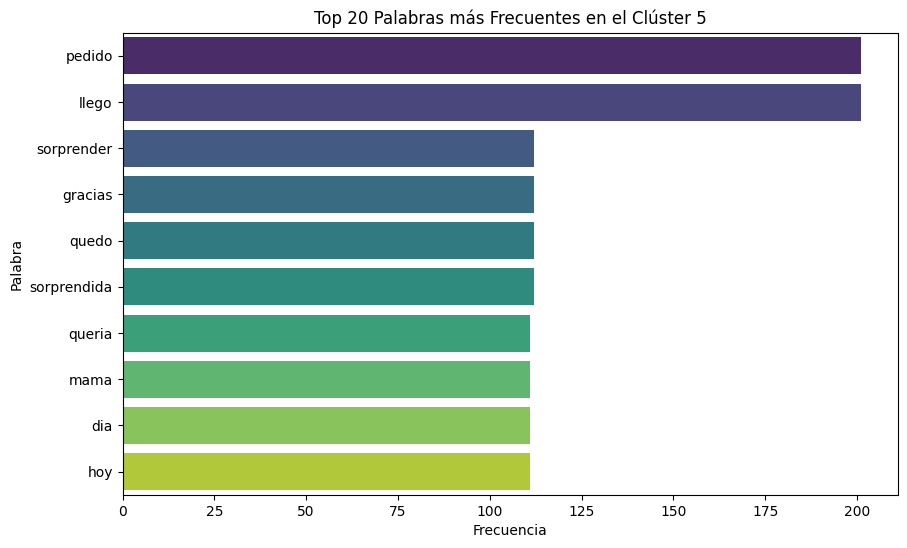 Top 20 Palabras más Frecuentes en el Clúster 5
Palabra
pedido
llego
sorprender
gracias
quedo
sorprendida
queria
mama
dia
hoy
0 25 50 75 100 125 150 175 200
Frecuencia